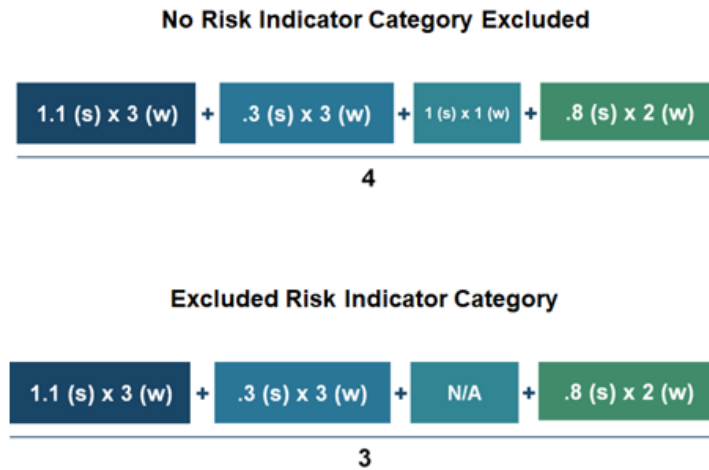 No Risk Indicator Category Excluded
1.1 (s) x 3 (w) + .3 (s) x 3 (w) + 1 (s) x 1 (w) + .8 (s) x 2 (w)
4
Excluded Risk Indicator Category
1.1 (s) x 3 (w) + .3 (s) x 3 (w) + N/A + .8 (s) x 2 (w)
3